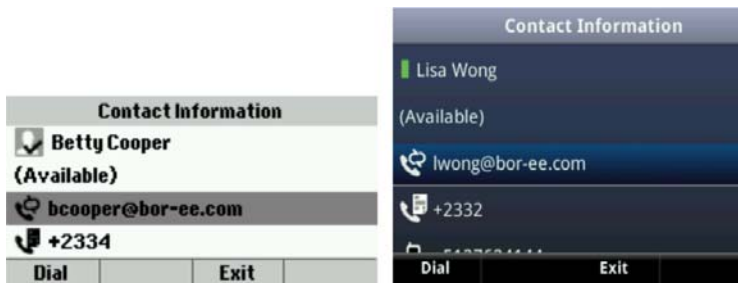 Contact Information
Betty Cooper
(Available)
bcooper@bor-ee.com
+2334
Dial Exit
Contact Information
Lisa Wong
(Available)
lwong@bor-ee.com
+2332
Dial Exit